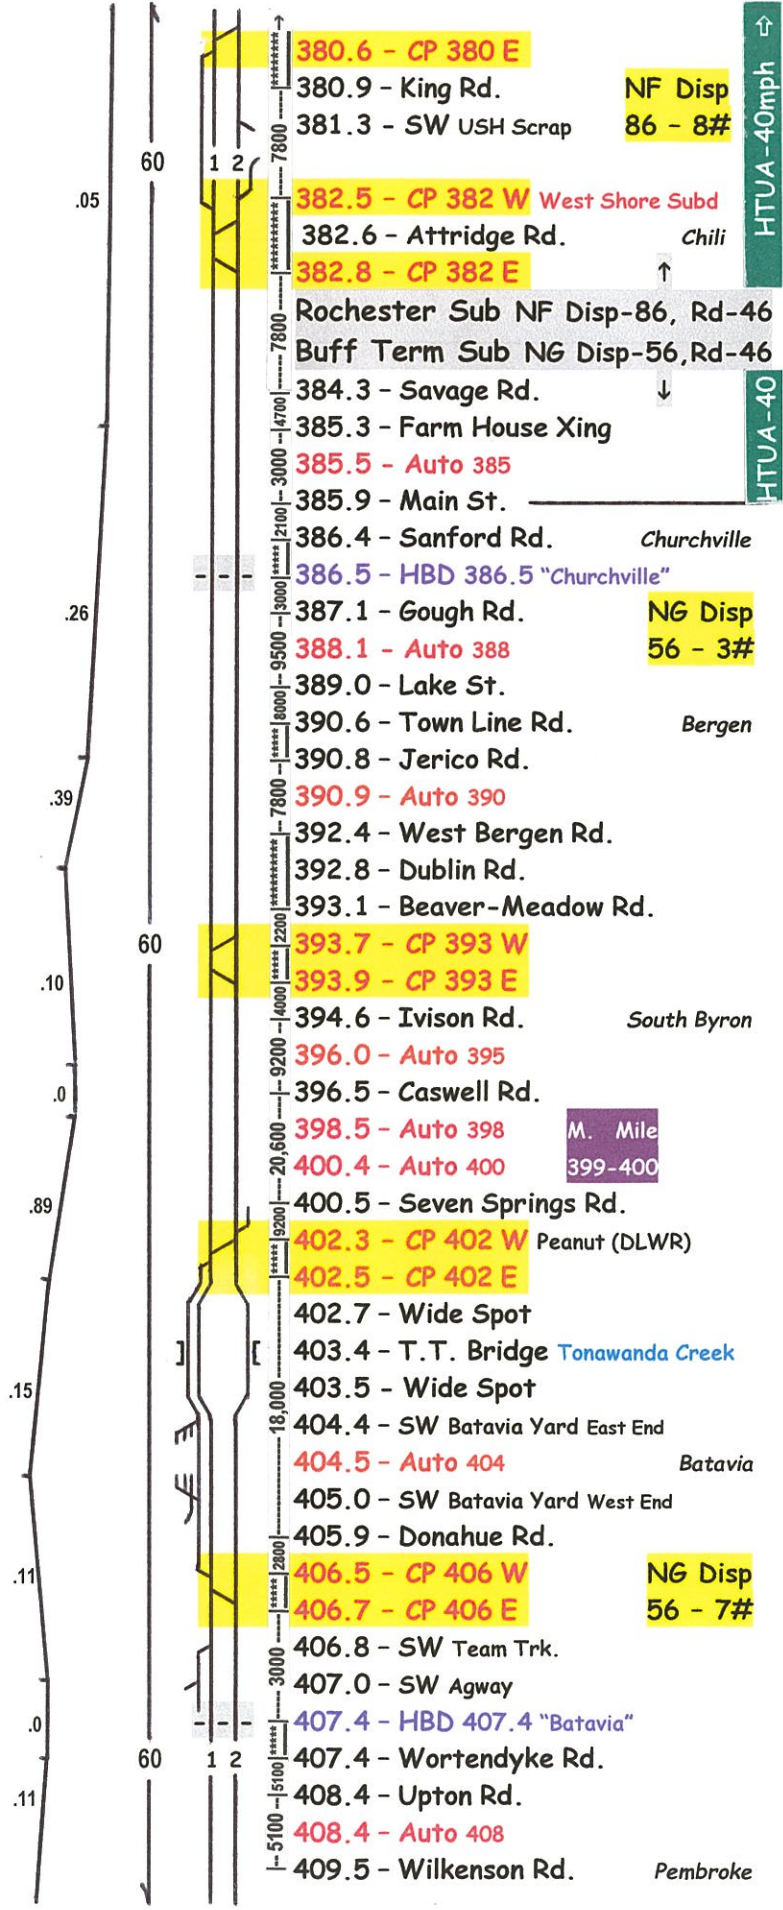 ↑
380.6 - CP 380 E
380.9 - King Rd. NF Disp
381.3 - SW USH Scrap 86 - 8#
HTUA-40mph ⇧
7800
60 1 2
.05
382.5 - CP 382 W West Shore Subd
382.6 - Attridge Rd. Chili
382.8 - CP 382 E ↑
Rochester Sub NF Disp-86, Rd-46
7800
Buff Term Sub NG Disp-56,Rd-46
384.3 - Savage Rd. ↓
HTUA-40
4700
385.3 - Farm House Xing
3000
385.5 - Auto 385
385.9 - Main St.
2100
386.4 - Sanford Rd. Churchville
386.5 - HBD 386.5 "Churchville"
3000
.26
387.1 - Gough Rd. NG Disp
9500
388.1 - Auto 388 56 - 3#
389.0 - Lake St.
8000
390.6 - Town Line Rd. Bergen
390.8 - Jerico Rd.
.39
7800
390.9 - Auto 390
392.4 - West Bergen Rd.
392.8 - Dublin Rd.
393.1 - Beaver-Meadow Rd.
2200
60
393.7 - CP 393 W
.10
393.9 - CP 393 E
4000
394.6 - Ivison Rd. South Byron
9200
396.0 - Auto 395
.0
396.5 - Caswell Rd.
20,600
398.5 - Auto 398 M. Mile
400.4 - Auto 400 399-400
.89
400.5 - Seven Springs Rd.
9200
402.3 - CP 402 W Peanut (DLWR)
402.5 - CP 402 E
402.7 - Wide Spot
403.4 - T.T. Bridge Tonawanda Creek
.15
18,000
403.5 - Wide Spot
404.4 - SW Batavia Yard East End
404.5 - Auto 404 Batavia
405.0 - SW Batavia Yard West End
405.9 - Donahue Rd.
2800
.11
406.5 - CP 406 W NG Disp
406.7 - CP 406 E 56 - 7#
3000
406.8 - SW Team Trk.
407.0 - SW Agway
.0
407.4 - HBD 407.4 "Batavia"
60 1 2
407.4 - Wortendyke Rd.
5100
.11
408.4 - Upton Rd.
5100
408.4 - Auto 408
409.5 - Wilkenson Rd. Pembroke